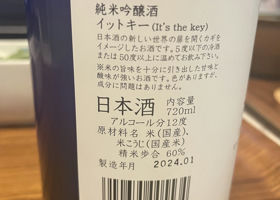 純米吟醸酒
イットキー(It's the key)
日本酒の新しい世界の扉を開くカギを
イメージしたお酒です。5度以下の冷酒
または50度以上に温めてお飲み下さい。
※米の旨味を十分に引き出した甘味と
酸味が強いお酒です。色がありますが、
成分に問題はありません。
日本酒 内容量 720ml
アルコール分12度
原材料名 米(国産)、
米こうじ(国産米)
精米歩合 60%
製造年月 2024.01